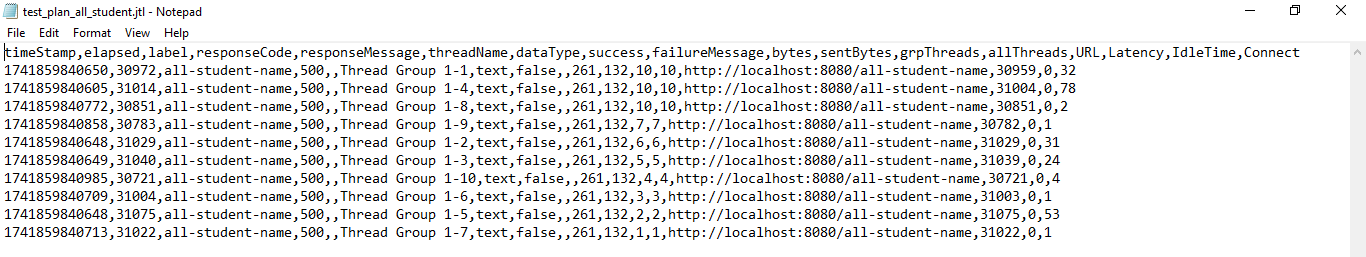 test_plan_all_student.jtl - Notepad
File Edit Format View Help
timeStamp,elapsed,label,responseCode,responseMessage,threadName,dataType,success,failureMessage,bytes,sentBytes,grpThreads,allThreads,URL,Latency,IdleTime,Connect
1741859840650,30972,all-student-name,500,,Thread Group 1-1,text,false,,261,132,10,10,http://localhost:8080/all-student-name,30959,0,32
1741859840605,31014,all-student-name,500,,Thread Group 1-4,text,false,,261,132,10,10,http://localhost:8080/all-student-name,31004,0,78
1741859840772,30851,all-student-name,500,,Thread Group 1-8,text,false,,261,132,10,10,http://localhost:8080/all-student-name,30851,0,2
1741859840858,30783,all-student-name,500,,Thread Group 1-9,text,false,,261,132,7,7,http://localhost:8080/all-student-name,30782,0,1
1741859840648,31029,all-student-name,500,,Thread Group 1-2,text,false,,261,132,6,6,http://localhost:8080/all-student-name,31029,0,31
1741859840649,31040,all-student-name,500,,Thread Group 1-3,text,false,,261,132,5,5,http://localhost:8080/all-student-name,31039,0,24
1741859840985,30721,all-student-name,500,,Thread Group 1-10,text,false,,261,132,4,4,http://localhost:8080/all-student-name,30721,0,4
1741859840709,31004,all-student-name,500,,Thread Group 1-6,text,false,,261,132,3,3,http://localhost:8080/all-student-name,31003,0,1
1741859840648,31075,all-student-name,500,,Thread Group 1-5,text,false,,261,132,2,2,http://localhost:8080/all-student-name,31075,0,53
1741859840713,31022,all-student-name,500,,Thread Group 1-7,text,false,,261,132,1,1,http://localhost:8080/all-student-name,31022,0,1